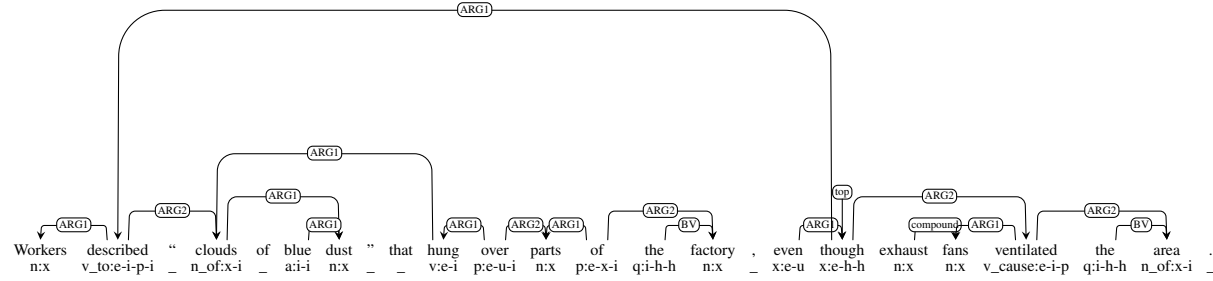 ARG1
ARG1
ARG1
top
ARG1 ARG2 ARG1 ARG1 ARG2 ARG1 ARG2 BV ARG1 ARG2 compound ARG1 ARG2 BV
Workers described “ clouds of blue dust ” that hung over parts of the factory , even though exhaust fans ventilated the area .
n:x v_to:e-i-p-i _ n_of:x-i _ a:i-i n:x _ _ v:e-i p:e-u-i n:x p:e-x-i q:i-h-h n:x _ x:e-u x:e-h-h n:x n:x v_cause:e-i-p q:i-h-h n_of:x-i _